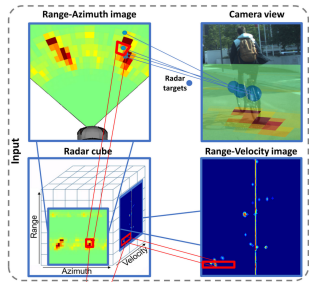 Range-Azimuth image
Camera view
Radar
targets
Input
Radar cube
Range-Velocity image
Range
Azimuth
Velocity